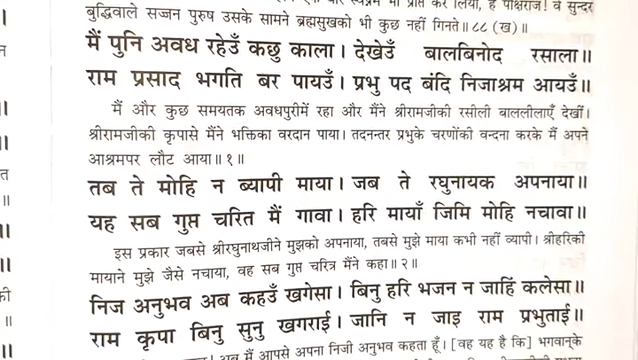 बुद्धिवाले सज्जन पुरुष उसके सामने ब्रह्मसुखको भी कुछ नहीं गिनते॥ ८८ (ख)॥
मैं पुनि अवध रहेउँ कछु काला। देखेउँ बालबिनोद रसाला॥
राम प्रसाद भगति बर पायउँ। प्रभु पद बंदि निजाश्रम आयउँ॥
मैं और कुछ समयतक अवधपुरीमें रहा और मैंने श्रीरामजीकी रसीली बाललीलाएँ देखीं।
श्रीरामजीकी कृपासे मैंने भक्तिका वरदान पाया। तदनन्तर प्रभुके चरणोंकी वन्दना करके मैं अपने
आश्रमपर लौट आया॥ १॥
तब ते मोहि न ब्यापी माया। जब ते रघुनायक अपनाया॥
यह सब गुप्त चरित मैं गावा। हरि मायाँ जिमि मोहि नचावा॥
इस प्रकार जबसे श्रीरघुनाथजीने मुझको अपनाया, तबसे मुझे माया कभी नहीं व्यापी। श्रीहरिकी
मायाने मुझे जैसे नचाया, वह सब गुप्त चरित्र मैंने कहा॥ २॥
निज अनुभव अब कहउँ खगेसा। बिनु हरि भजन न जाहिं कलेसा॥
राम कृपा बिनु सुनु खगराई। जानि न जाइ राम प्रभुताई॥
अब मैं आपसे अपना निजी अनुभव कहता हूँ। [वह यह है कि] भगवान्‌के